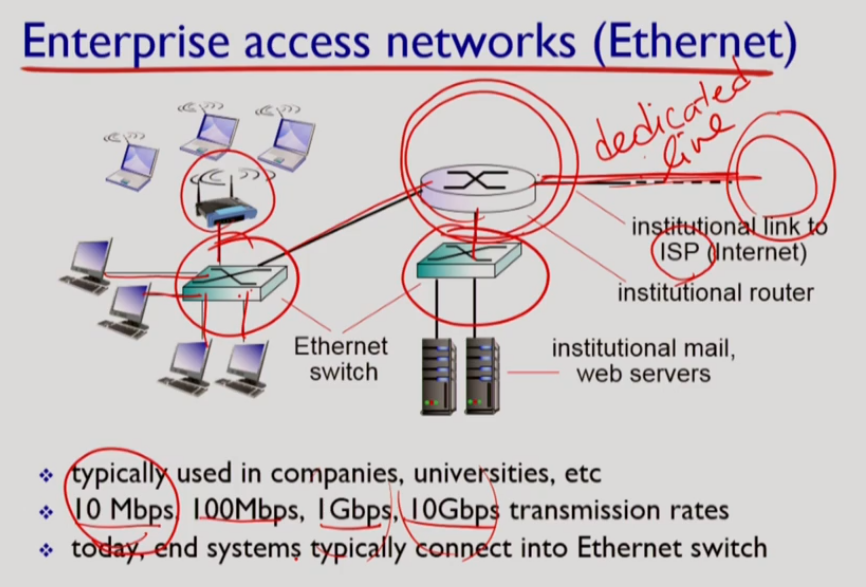 Enterprise access networks (Ethernet)
dedicated
line
institutional link to
ISP (Internet)
institutional router
Ethernet
switch
institutional mail,
web servers
typically used in companies, universities, etc
10 Mbps, 100Mbps, 1Gbps, 10Gbps transmission rates
today, end systems typically connect into Ethernet switch